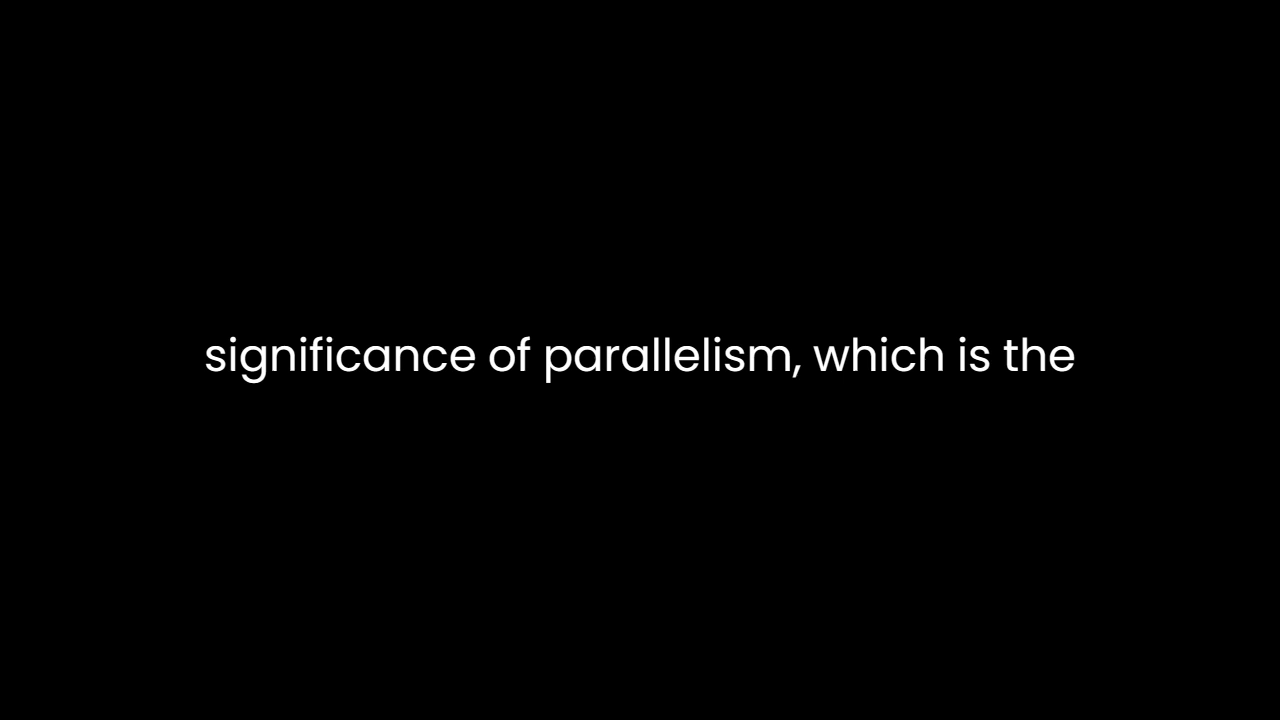 significance of parallelism, which is the